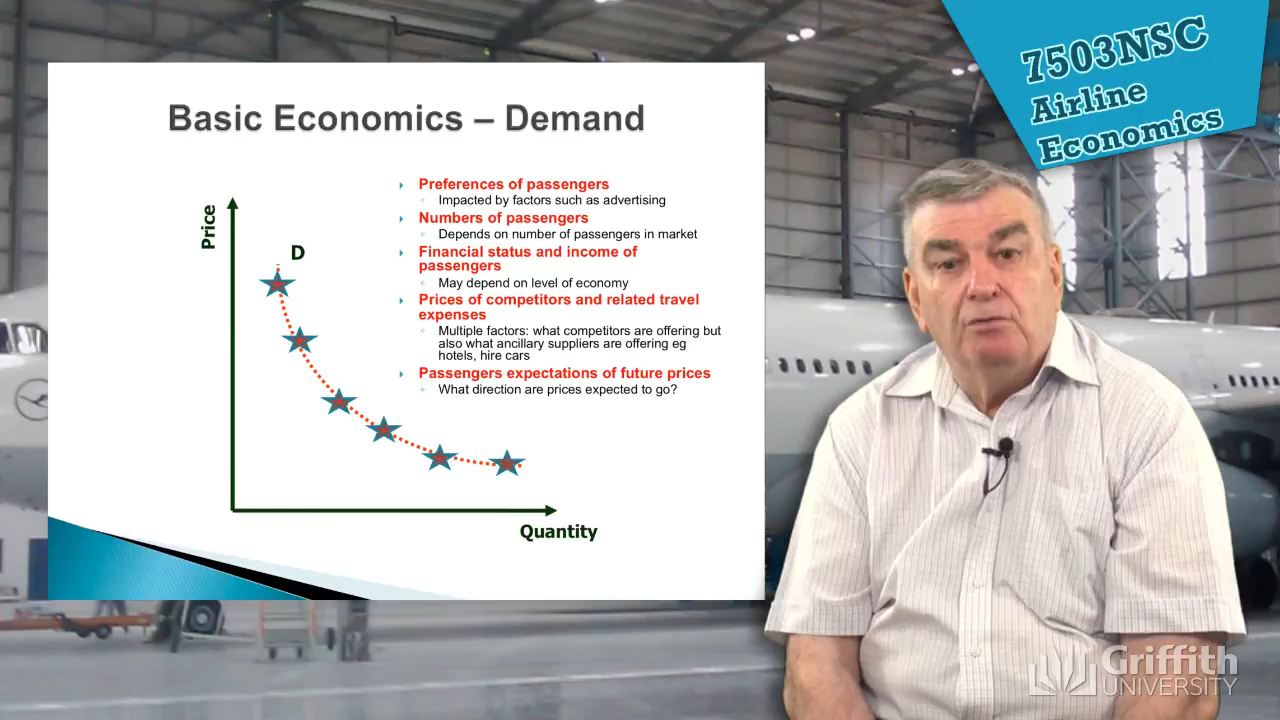 7503NSC
Airline
Economics
Basic Economics – Demand
Price
D
Preferences of passengers
Impacted by factors such as advertising
Numbers of passengers
Depends on number of passengers in market
Financial status and income of
passengers
May depend on level of economy
Prices of competitors and related travel
expenses
Multiple factors: what competitors are offering but
also what ancillary suppliers are offering eg
hotels, hire cars
Passengers expectations of future prices
What direction are prices expected to go?
Quantity
Griffith
UNIVERSITY